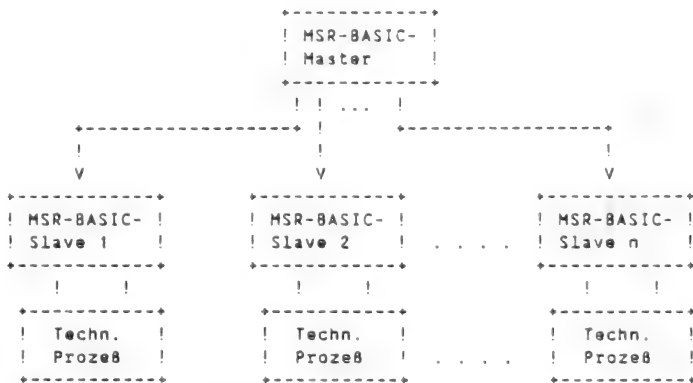 MSR-BASIC-
Master
...
MSR-BASIC-
Slave 1
MSR-BASIC-
Slave 2
. . . .
MSR-BASIC-
Slave n
Techn.
Prozeß
Techn.
Prozeß
. . . .
Techn.
Prozeß